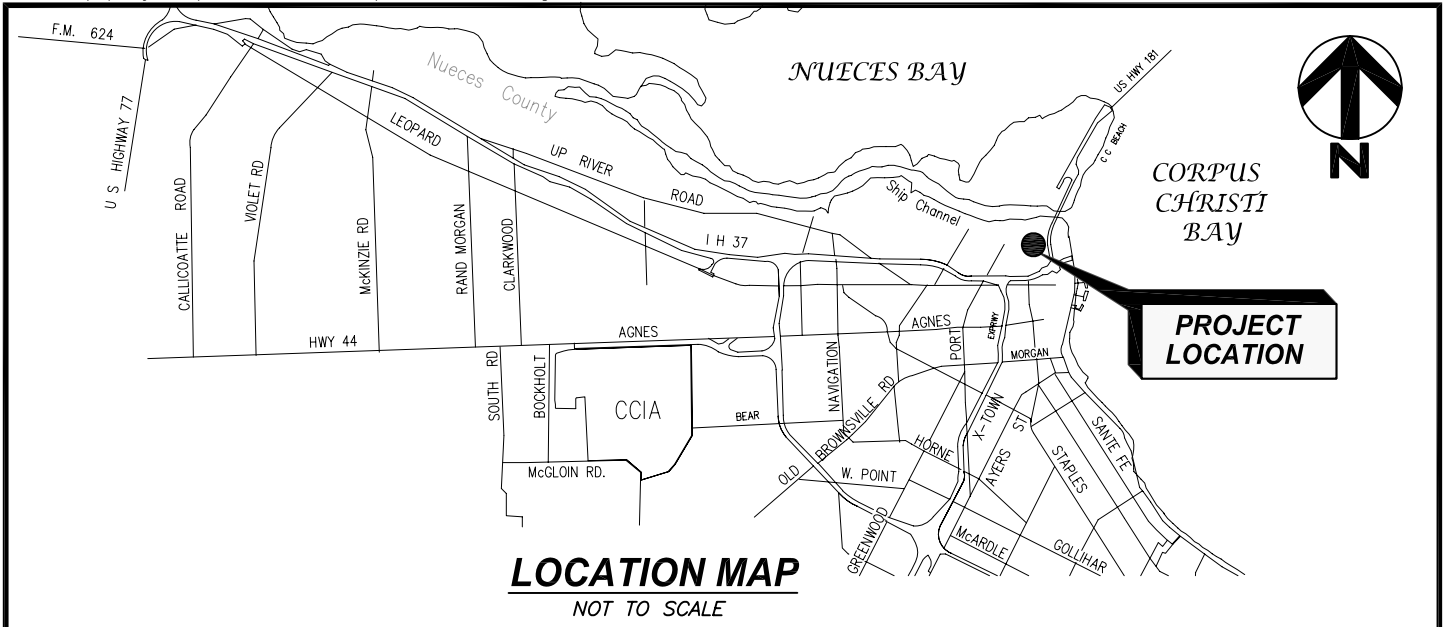 F.M. 624
U S HIGHWAY 77
CALLICOATTE ROAD
VIOLET RD
McKINZIE RD
LEOPARD
RAND MORGAN
CLARKWOOD
Nueces County
UP RIVER
ROAD
I H 37
NUECES BAY
Ship Channel
US HWY 181
C C BEACH
CORPUS
CHRISTI
BAY
N
PROJECT
LOCATION
HWY 44
AGNES
AGNES
SOUTH RD
BOCKHOLT
CCIA
McGLOIN RD.
BEAR
NAVIGATION
OLD BROWNSVILLE RD
W. POINT
HORNE
GREENWOOD
PORT
EXPRWY
X-TOWN
MORGAN
AYERS ST
STAPLES
SANTE FE
McARDLE
GOLLIHAR
LOCATION MAP
NOT TO SCALE